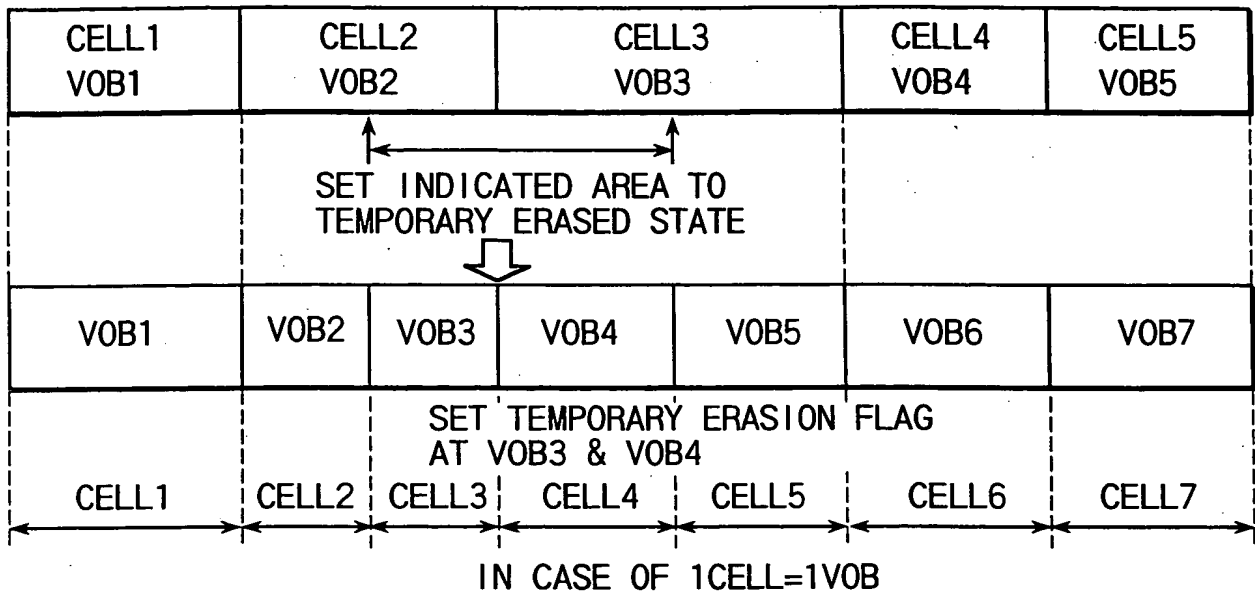 CELL1 CELL2 CELL3 CELL4 CELL5
VOB1 VOB2 VOB3 VOB4 VOB5
SET INDICATED AREA TO
TEMPORARY ERASED STATE
VOB1 VOB2 VOB3 VOB4 VOB5 VOB6 VOB7
SET TEMPORARY ERASION FLAG
AT VOB3 & VOB4
CELL1 CELL2 CELL3 CELL4 CELL5 CELL6 CELL7
IN CASE OF 1CELL=1VOB